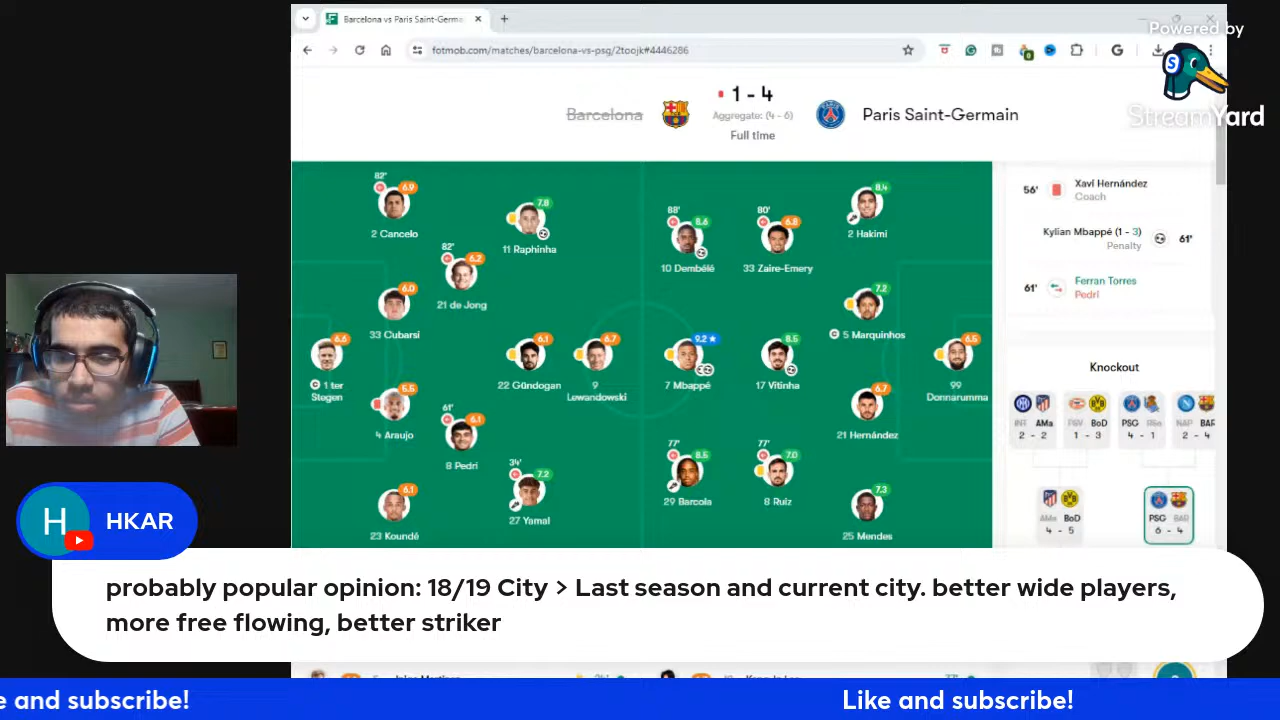 Barcelona vs Paris Saint-Germa
fotmob.com/matches/barcelona-vs-psg/2toojk#4446286
G
Powered by
S
StreamYard
Barcelona
1 - 4
Aggregate: (4 - 6)
Full time
Paris Saint-Germain
82'
6.9
2 Cancelo
7.8
11 Raphinha
82'
6.2
21 de Jong
6.0
33 Cubarsí
6.6
C 1 ter
Stegen
6.1
22 Gündogan
6.7
9
Lewandowski
5.5
4 Araujo
61'
6.1
8 Pedri
34'
7.2
27 Yamal
6.1
23 Koundé
88'
8.6
10 Dembélé
80'
6.8
33 Zaïre-Emery
8.4
2 Hakimi
7.2
C 5 Marquinhos
9.2
7 Mbappé
8.5
17 Vitinha
6.5
99
Donnarumma
6.7
21 Hernández
77'
8.5
29 Barcola
77'
7.0
8 Ruiz
7.3
25 Mendes
56'
Xaví Hernández
Coach
Kylian Mbappé (1 - 3)
Penalty
61'
61'
Ferran Torres
Pedri
Knockout
INT AMa
2 - 2
PSV BoD
1 - 3
PSG RSo
4 - 1
NAP BAR
2 - 4
AMa BoD
4 - 5
PSG BAR
6 - 4
H
HKAR
probably popular opinion: 18/19 City > Last season and current city. better wide players,
more free flowing, better striker
e and subscribe!
Like and subscribe!